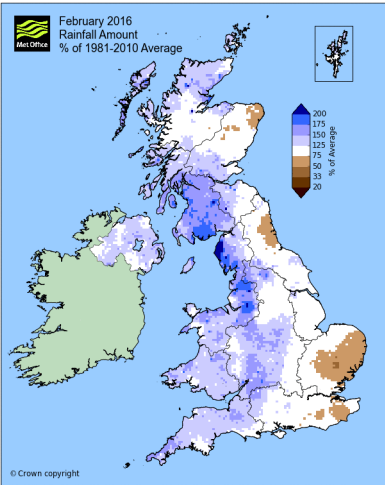 February 2016
Rainfall Amount
% of 1981-2010 Average
Met Office
200
175
150
125
75
50
33
20
% of Average
© Crown copyright